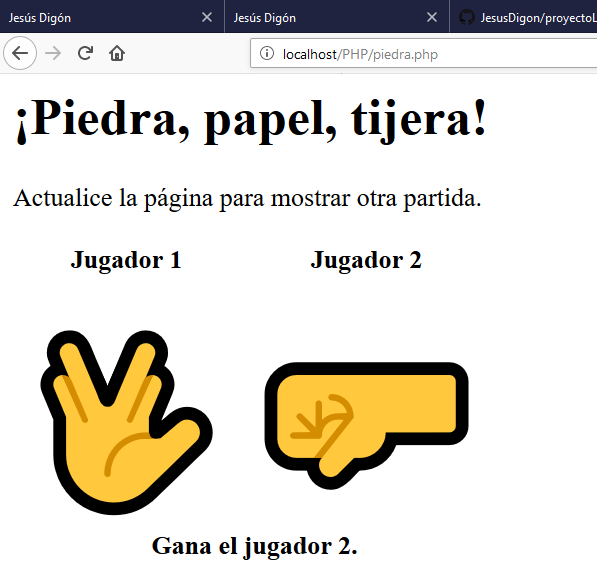 Jesús Digón
Jesús Digón
JesusDigon/proyectoL
localhost/PHP/piedra.php
¡Piedra, papel, tijera!
Actualice la página para mostrar otra partida.
Jugador 1
Jugador 2
Gana el jugador 2.